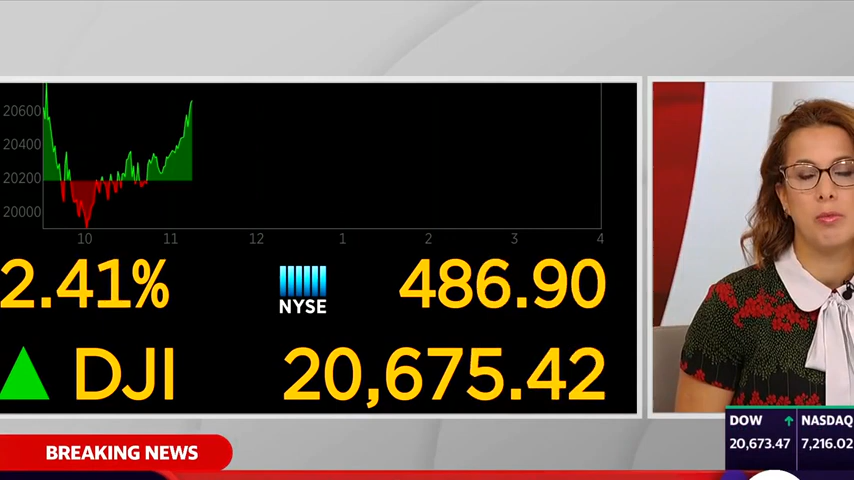 20600
20400
20200
20000
10 11 12 1 2 3 4
2.41% NYSE 486.90
DJI 20,675.42
DOW NASDAQ
20,673.47 7,216.02
BREAKING NEWS